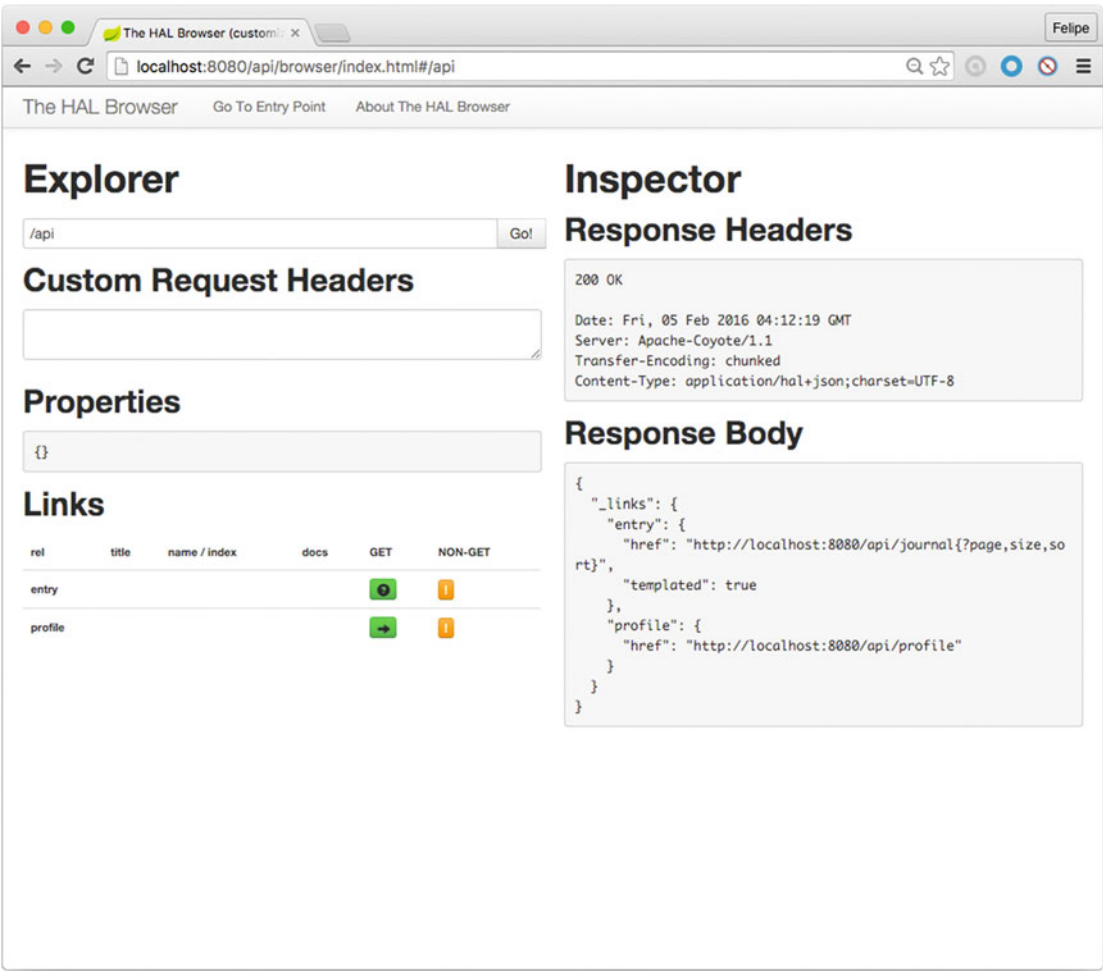 The HAL Browser (customi
Felipe
localhost:8080/api/browser/index.html#/api
The HAL Browser Go To Entry Point About The HAL Browser
Explorer
/api Go!
Custom Request Headers
Properties
{}
Links
rel title name / index docs GET NON-GET
entry
profile
Inspector
Response Headers
200 OK
Date: Fri, 05 Feb 2016 04:12:19 GMT
Server: Apache-Coyote/1.1
Transfer-Encoding: chunked
Content-Type: application/hal+json;charset=UTF-8
Response Body
{
  "_links": {
    "entry": {
      "href": "http://localhost:8080/api/journal{?page,size,so
rt}",
      "templated": true
    },
    "profile": {
      "href": "http://localhost:8080/api/profile"
    }
  }
}